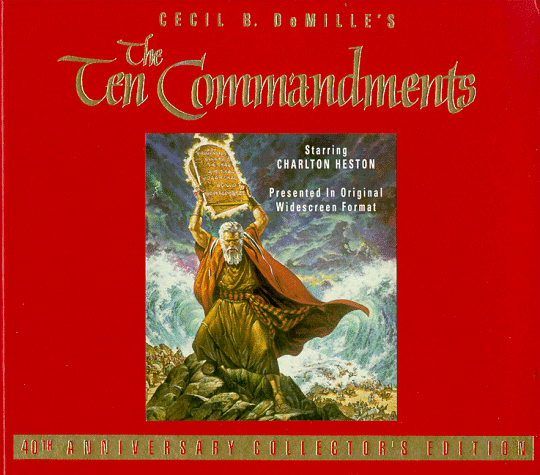 CECIL B. DeMILLE'S
The
Ten Commandments
Starring
CHARLTON HESTON
Presented In Original
Widescreen Format
40TH ANNIVERSARY COLLECTOR'S EDITION